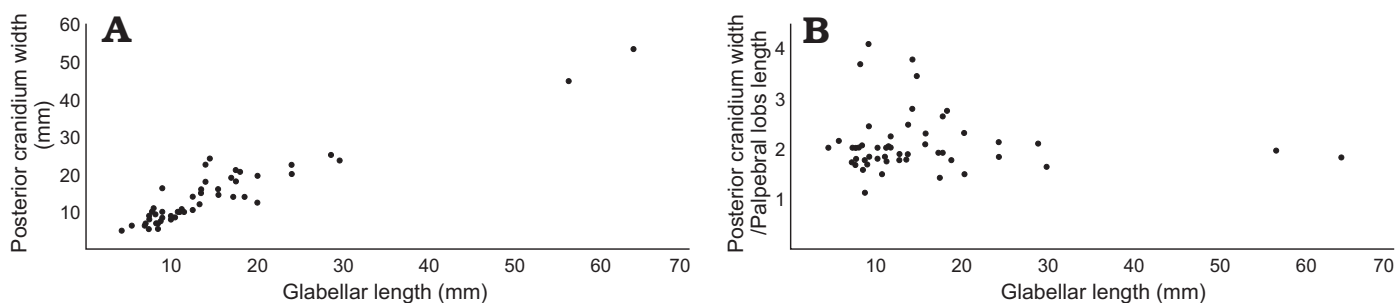 A
Posterior cranidium width
(mm)
60
50
40
30
20
10
10 20 30 40 50 60 70
Glabellar length (mm)
B
Posterior cranidium width
/Palpebral lobs length
4
3
2
1
10 20 30 40 50 60 70
Glabellar length (mm)